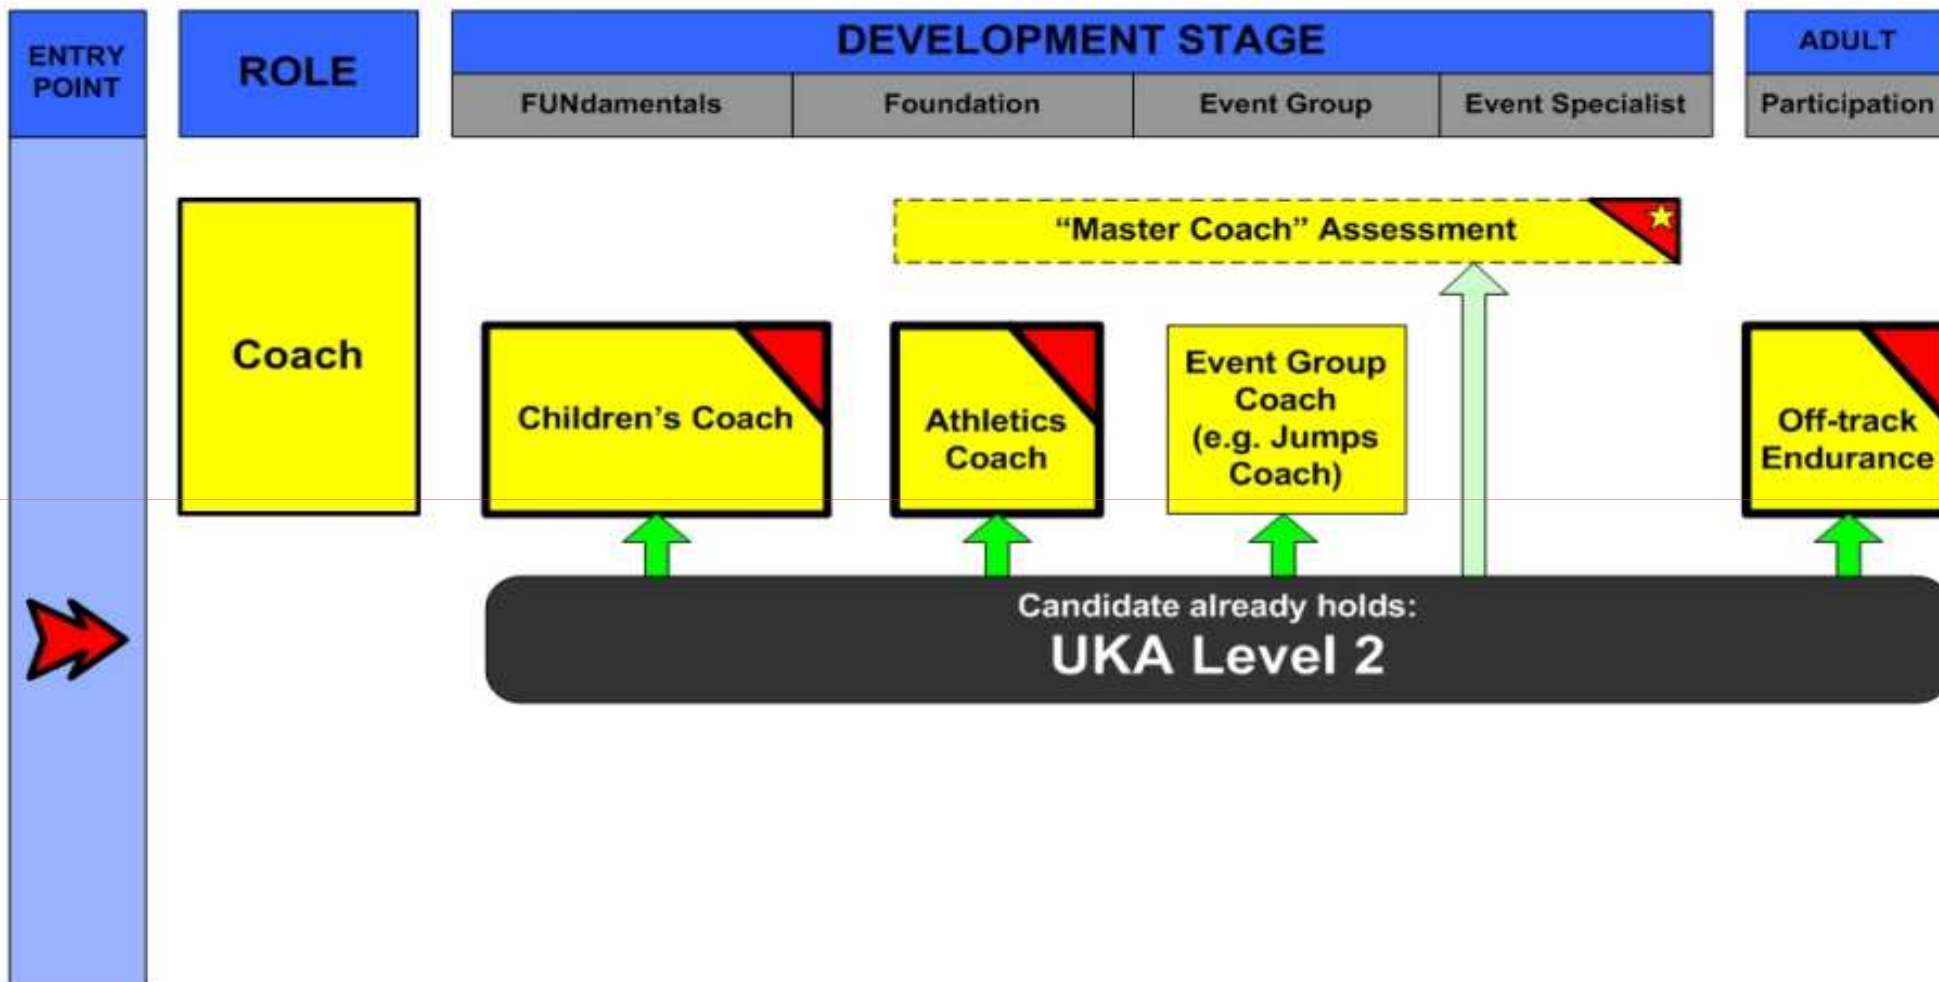 ENTRY
POINT
ROLE
DEVELOPMENT STAGE
FUNdamentals
Foundation
Event Group
Event Specialist
ADULT
Participation
Coach
“Master Coach” Assessment
Children’s Coach
Athletics
Coach
Event Group
Coach
(e.g. Jumps
Coach)
Off-track
Endurance
Candidate already holds:
UKA Level 2